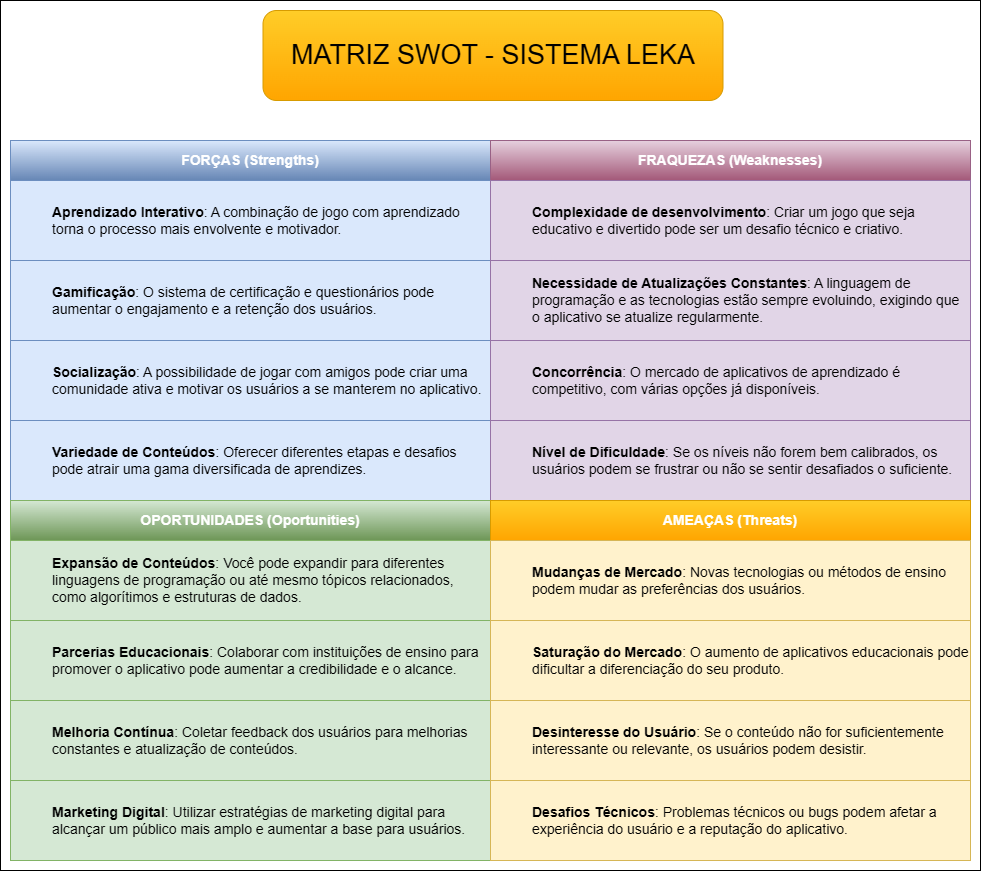 MATRIZ SWOT - SISTEMA LEKA
FORÇAS (Strengths)
Aprendizado Interativo: A combinação de jogo com aprendizado
torna o processo mais envolvente e motivador.
Gamificação: O sistema de certificação e questionários pode
aumentar o engajamento e a retenção dos usuários.
Socialização: A possibilidade de jogar com amigos pode criar uma
comunidade ativa e motivar os usuários a se manterem no aplicativo.
Variedade de Conteúdos: Oferecer diferentes etapas e desafios
pode atrair uma gama diversificada de aprendizes.
FRAQUEZAS (Weaknesses)
Complexidade de desenvolvimento: Criar um jogo que seja
educativo e divertido pode ser um desafio técnico e criativo.
Necessidade de Atualizações Constantes: A linguagem de
programação e as tecnologias estão sempre evoluindo, exigindo que
o aplicativo se atualize regularmente.
Concorrência: O mercado de aplicativos de aprendizado é
competitivo, com várias opções já disponíveis.
Nível de Dificuldade: Se os níveis não forem bem calibrados, os
usuários podem se frustrar ou não se sentir desafiados o suficiente.
OPORTUNIDADES (Oportunities)
Expansão de Conteúdos: Você pode expandir para diferentes
linguagens de programação ou até mesmo tópicos relacionados,
como algorítimos e estruturas de dados.
Parcerias Educacionais: Colaborar com instituições de ensino para
promover o aplicativo pode aumentar a credibilidade e o alcance.
Melhoria Contínua: Coletar feedback dos usuários para melhorias
constantes e atualização de conteúdos.
Marketing Digital: Utilizar estratégias de marketing digital para
alcançar um público mais amplo e aumentar a base para usuários.
AMEAÇAS (Threats)
Mudanças de Mercado: Novas tecnologias ou métodos de ensino
podem mudar as preferências dos usuários.
Saturação do Mercado: O aumento de aplicativos educacionais pode
dificultar a diferenciação do seu produto.
Desinteresse do Usuário: Se o conteúdo não for suficientemente
interessante ou relevante, os usuários podem desistir.
Desafios Técnicos: Problemas técnicos ou bugs podem afetar a
experiência do usuário e a reputação do aplicativo.